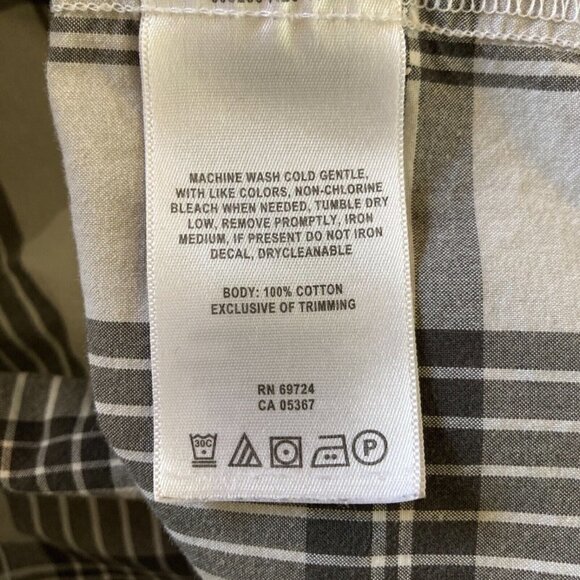 MACHINE WASH COLD GENTLE,
WITH LIKE COLORS, NON-CHLORINE
BLEACH WHEN NEEDED, TUMBLE DRY
LOW, REMOVE PROMPTLY, IRON
MEDIUM, IF PRESENT DO NOT IRON
DECAL, DRYCLEANABLE
BODY: 100% COTTON
EXCLUSIVE OF TRIMMING
RN 69724
CA 05367
30C P